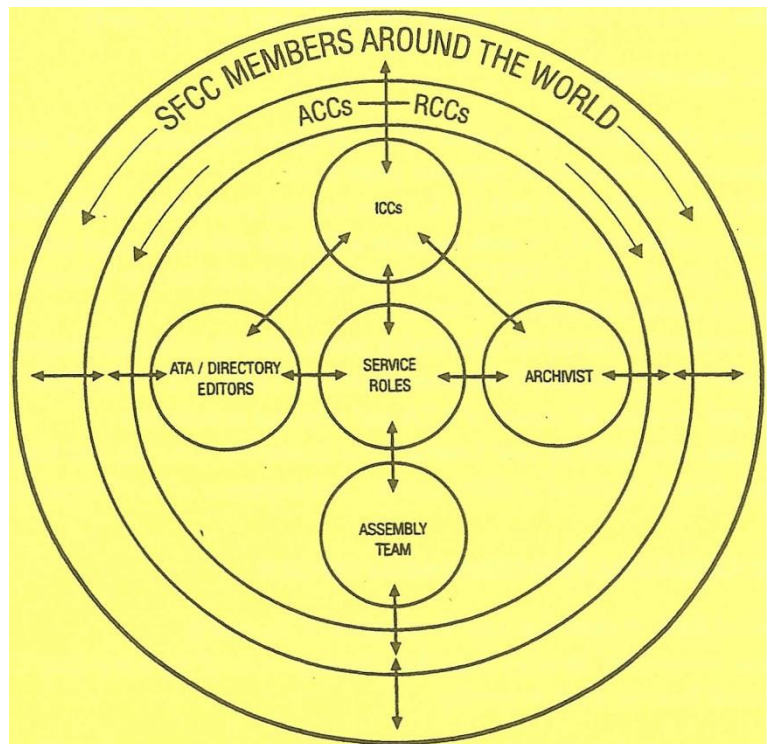 SFCC MEMBERS AROUND THE WORLD
ACCs RCCs
ICCs
ATA / DIRECTORY
EDITORS
SERVICE
ROLES
ARCHIVIST
ASSEMBLY
TEAM